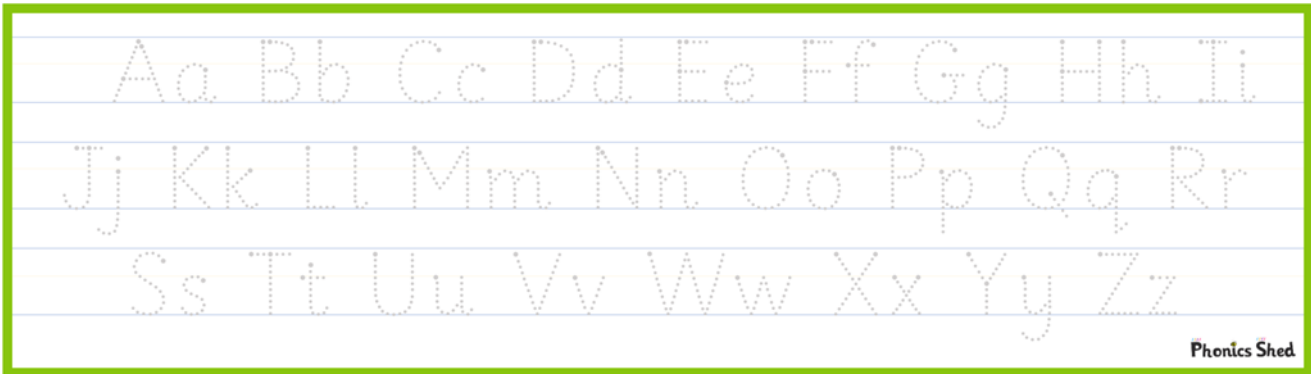 Aa Bb Cc Dd Ee Ff Gg Hh Ii
Jj Kk Ll Mm Nn Oo Pp Qq Rr
Ss Tt Uu Vv Ww Xx Yy Zz
Phonics Shed